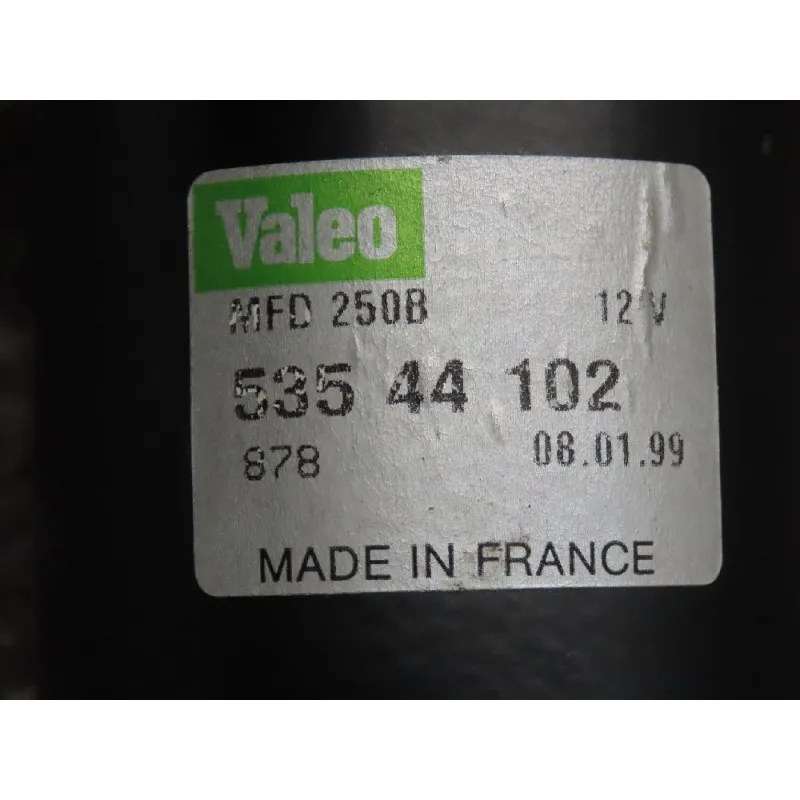 Valeo
MFD 250B 12 V
535 44 102
878 08.01.99
MADE IN FRANCE